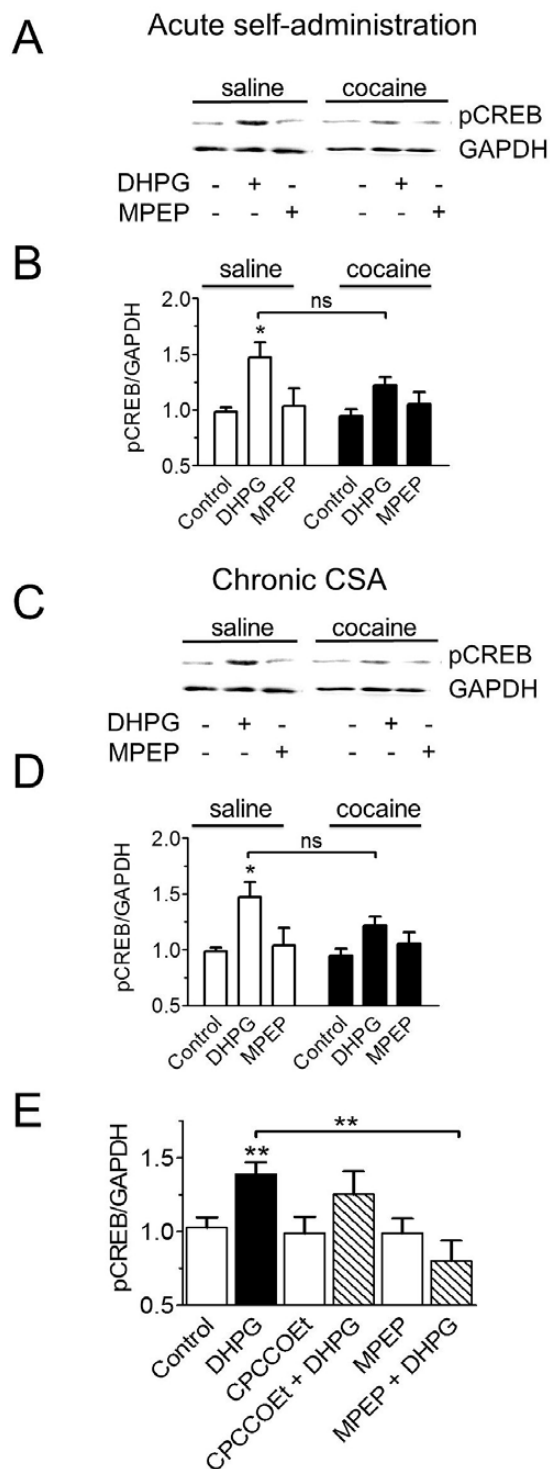 A
Acute self-administration
saline cocaine
pCREB
GAPDH
DHPG - + - - + -
MPEP - - + - - +
B
saline cocaine
pCREB/GAPDH
2.0
1.5
1.0
0.5
* ns
Control DHPG MPEP Control DHPG MPEP
C
Chronic CSA
saline cocaine
pCREB
GAPDH
DHPG - + - - + -
MPEP - - + - - +
D
saline cocaine
pCREB/GAPDH
2.0
1.5
1.0
0.5
* ns
Control DHPG MPEP Control DHPG MPEP
E
pCREB/GAPDH
1.5
1.0
0.5
** **
Control DHPG CPCCOEt CPCCOEt + DHPG MPEP MPEP + DHPG